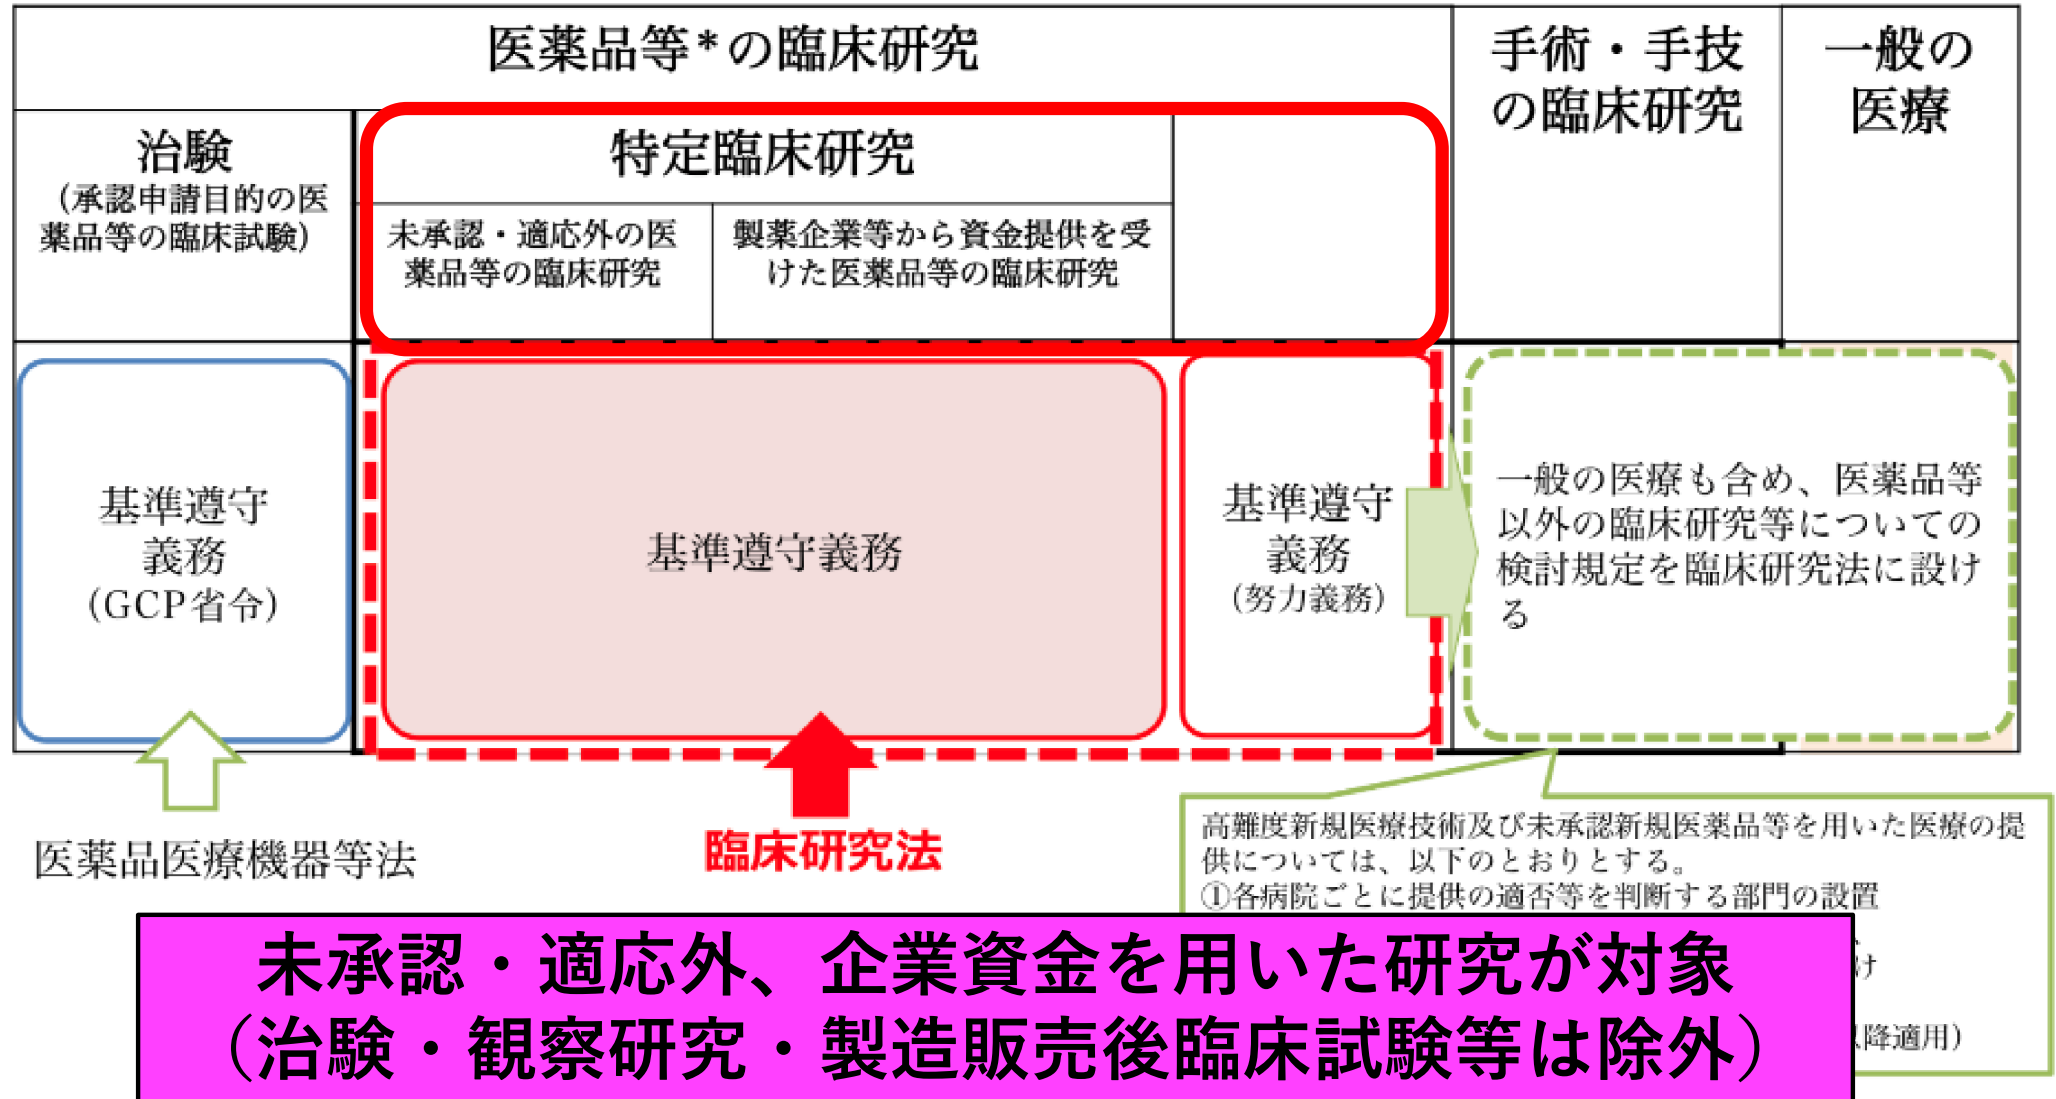 医薬品等*の臨床研究
手術・手技
の臨床研究
一般の
医療
治験
（承認申請目的の医
薬品等の臨床試験）
特定臨床研究
未承認・適応外の医
薬品等の臨床研究
製薬企業等から資金提供を受
けた医薬品等の臨床研究
基準遵守
義務
（GCP省令）
基準遵守義務
基準遵守
義務
（努力義務）
一般の医療も含め、医薬品等
以外の臨床研究等についての
検討規定を臨床研究法に設け
る
医薬品医療機器等法
臨床研究法
高難度新規医療技術及び未承認新規医薬品等を用いた医療の提
供については、以下のとおりとする。
①各病院ごとに提供の適否等を判断する部門の設置
け
降適用）
未承認・適応外、企業資金を用いた研究が対象
（治験・観察研究・製造販売後臨床試験等は除外）